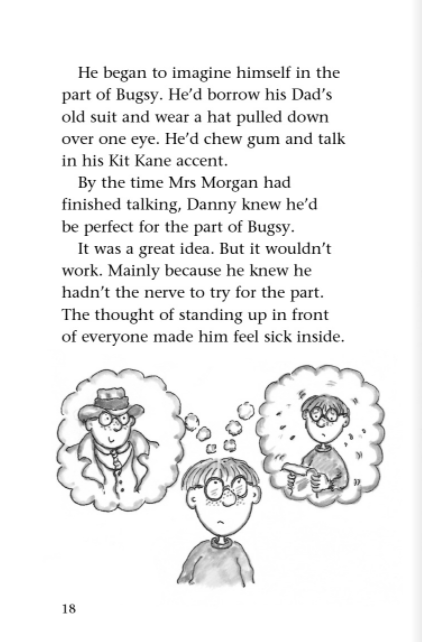 He began to imagine himself in the
part of Bugsy. He’d borrow his Dad’s
old suit and wear a hat pulled down
over one eye. He’d chew gum and talk
in his Kit Kane accent.
By the time Mrs Morgan had
finished talking, Danny knew he’d
be perfect for the part of Bugsy.
It was a great idea. But it wouldn’t
work. Mainly because he knew he
hadn’t the nerve to try for the part.
The thought of standing up in front
of everyone made him feel sick inside.
18